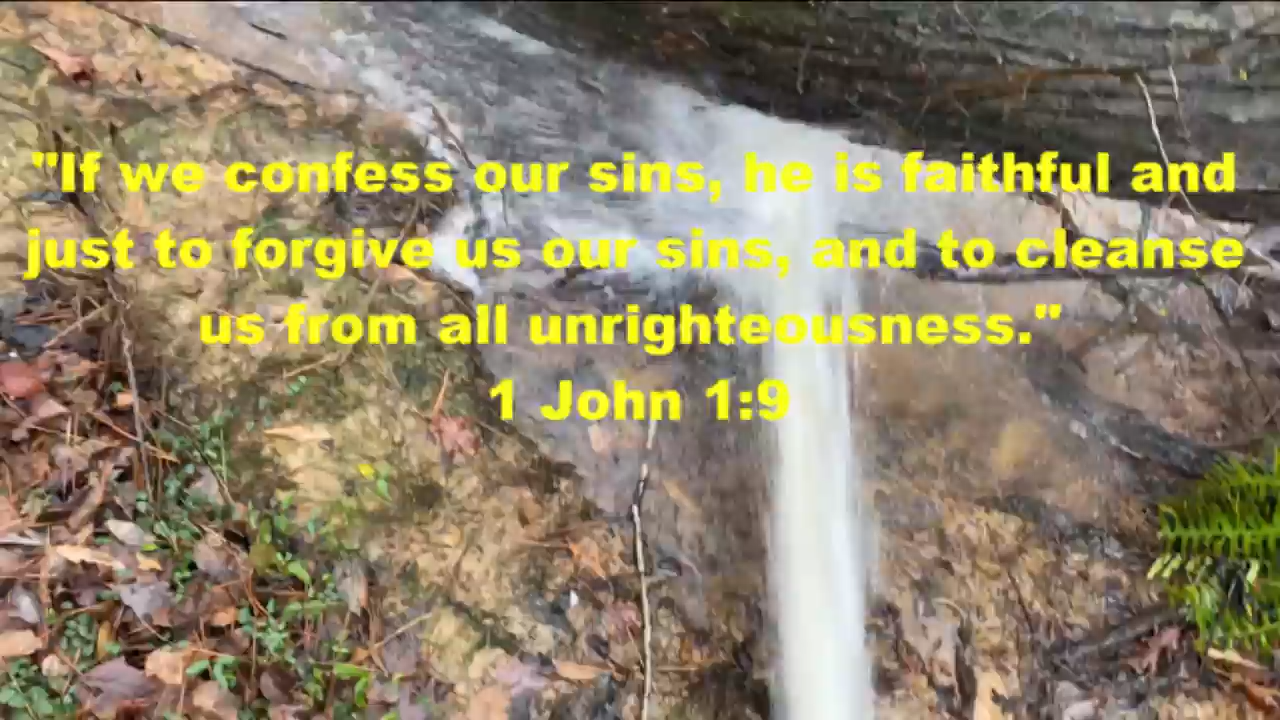 "If we confess our sins, he is faithful and
just to forgive us our sins, and to cleanse
us from all unrighteousness."
1 John 1:9